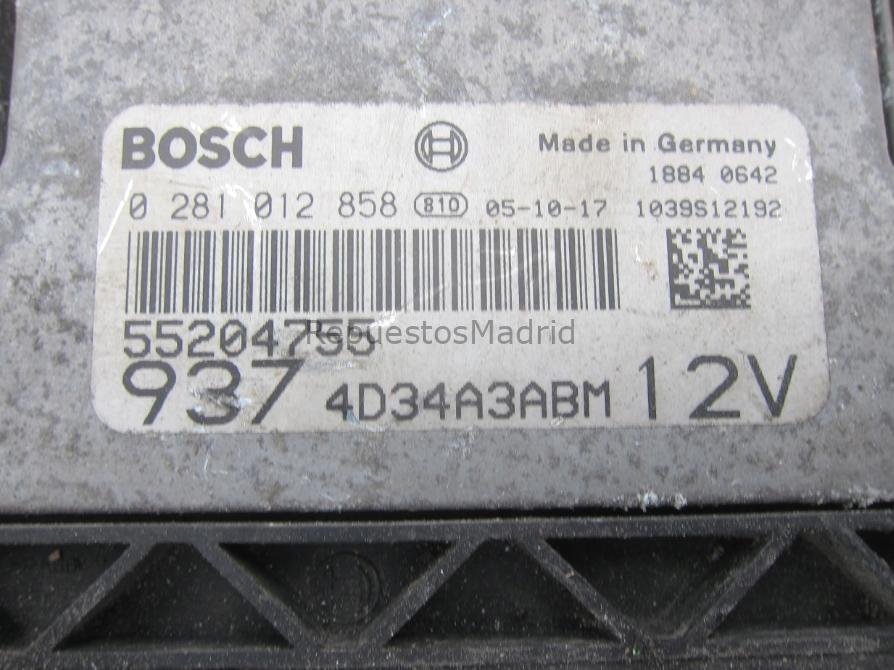 BOSCH Made in Germany
1884 0642
0 281 012 858 810 05-10-17 1039S12192
55204755
RepuestosMadrid
937 4D34A3ABM 12V